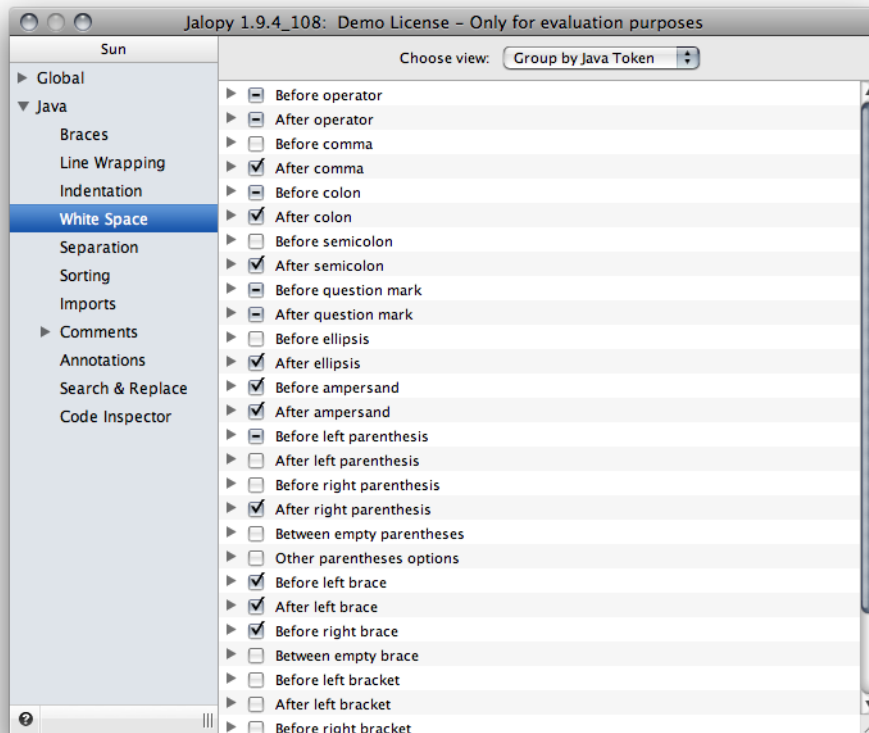 Jalopy 1.9.4_108: Demo License – Only for evaluation purposes
Sun
Choose view: Group by Java Token
Global
Java
Braces
Line Wrapping
Indentation
White Space
Separation
Sorting
Imports
Comments
Annotations
Search & Replace
Code Inspector
Before operator
After operator
Before comma
After comma
Before colon
After colon
Before semicolon
After semicolon
Before question mark
After question mark
Before ellipsis
After ellipsis
Before ampersand
After ampersand
Before left parenthesis
After left parenthesis
Before right parenthesis
After right parenthesis
Between empty parentheses
Other parentheses options
Before left brace
After left brace
Before right brace
Between empty brace
Before left bracket
After left bracket
Before right bracket
?